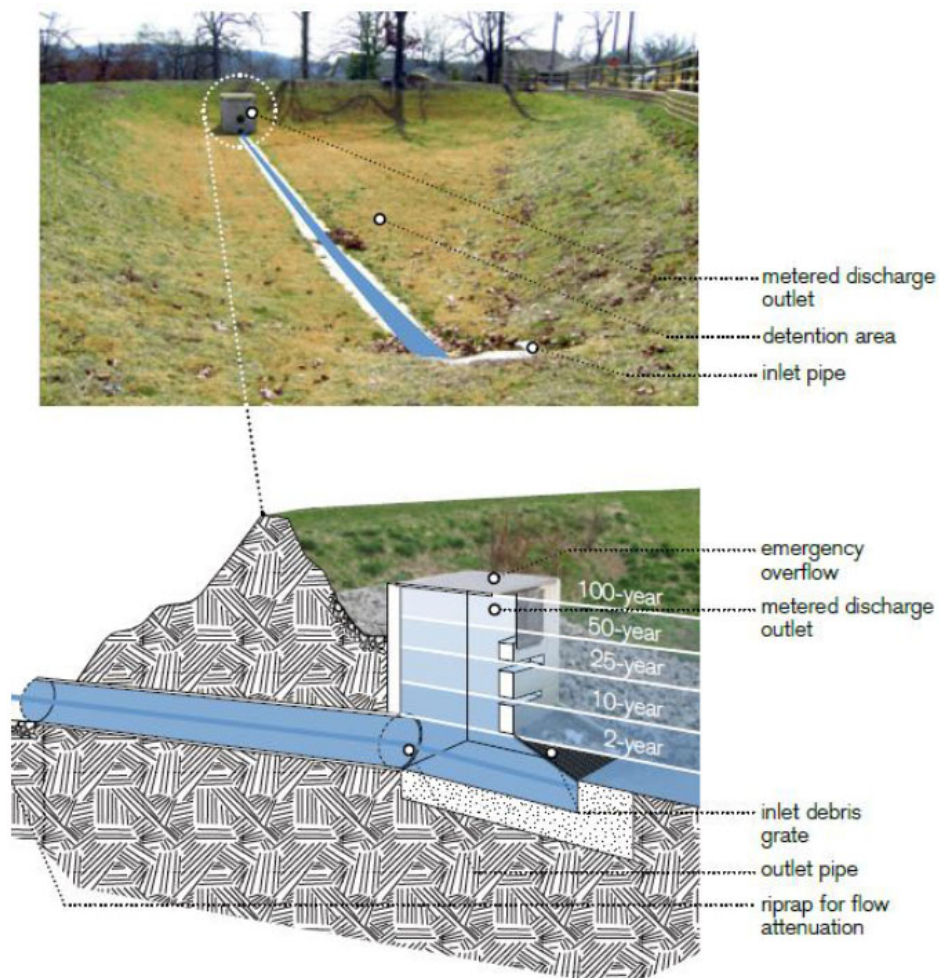 metered discharge
outlet
detention area
inlet pipe
emergency
overflow
100-year
metered discharge
outlet
50-year
25-year
10-year
2-year
inlet debris
grate
outlet pipe
riprap for flow
attenuation